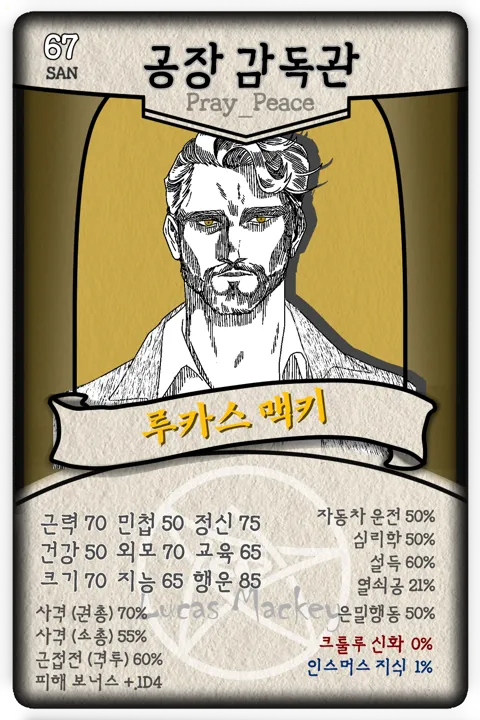 67
SAN
공장 감독관
Pray_Peace
루카스 맥키
근력 70 민첩 50 정신 75
건강 50 외모 70 교육 65
크기 70 지능 65 행운 85
사격 (권총) 70%
사격 (소총) 55%
근접전 (격투) 60%
피해 보너스 +.1D4
Lucas Mackey
자동차 운전 50%
심리학 50%
설득 60%
열쇠공 21%
은밀행동 50%
크툴루 신화 0%
인스머스 지식 1%